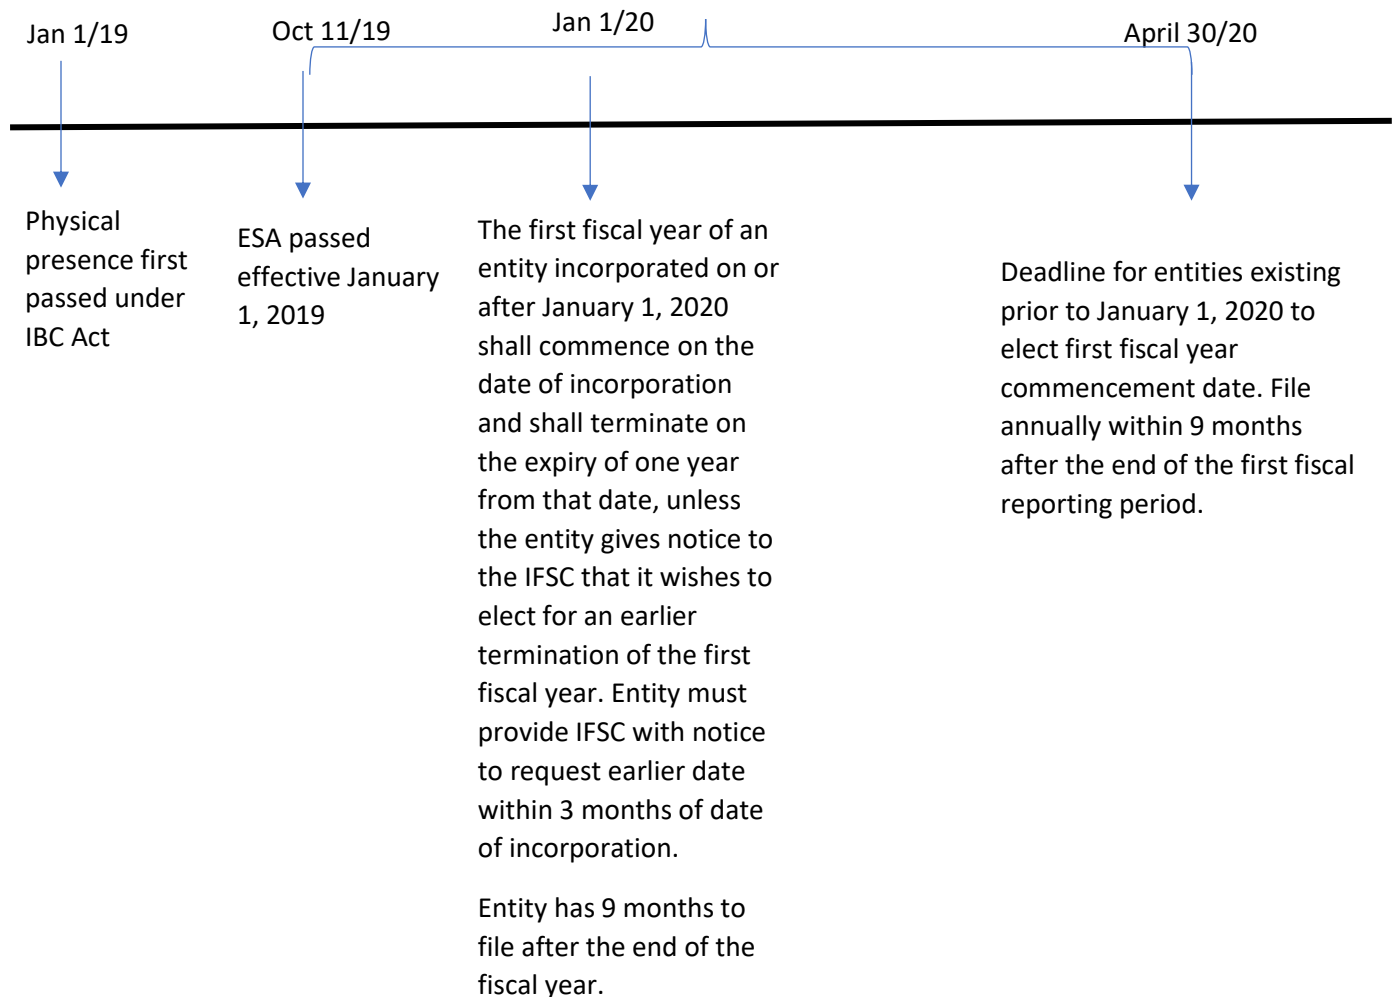 Jan 1/19
Oct 11/19
Jan 1/20
April 30/20
Physical
presence first
passed under
IBC Act
ESA passed
effective January
1, 2019
The first fiscal year of an
entity incorporated on or
after January 1, 2020
shall commence on the
date of incorporation
and shall terminate on
the expiry of one year
from that date, unless
the entity gives notice to
the IFSC that it wishes to
elect for an earlier
termination of the first
fiscal year. Entity must
provide IFSC with notice
to request earlier date
within 3 months of date
of incorporation.
Entity has 9 months to
file after the end of the
fiscal year.
Deadline for entities existing
prior to January 1, 2020 to
elect first fiscal year
commencement date. File
annually within 9 months
after the end of the first fiscal
reporting period.